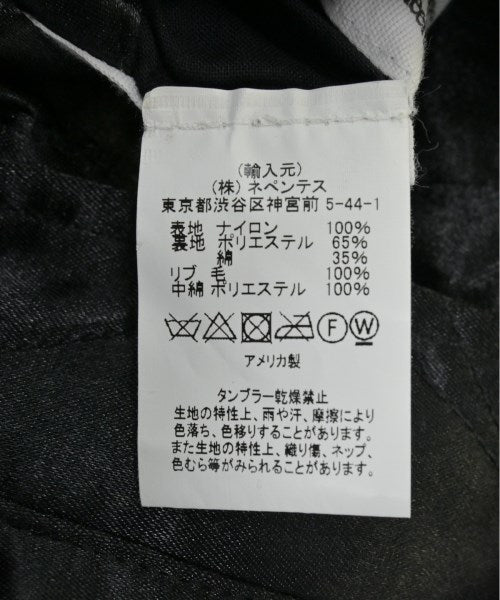 (輸入元)
(株) ネペンテス
東京都渋谷区神宮前 5-44-1
表地 ナイロン 100%
裏地 ポリエステル 65%
綿 35%
リブ 毛 100%
中綿 ポリエステル 100%
F W
アメリカ製
タンブラー乾燥禁止
生地の特性上、雨や汗、摩擦により
色落ち、色移りすることがあります。
また生地の特性上、織り傷、ネップ、
色むら等がみられることがあります。